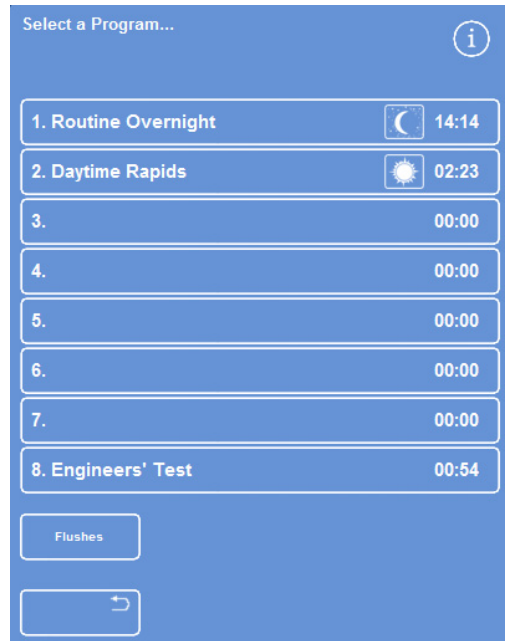 Select a Program...
i
1. Routine Overnight 14:14
2. Daytime Rapids 02:23
3. 00:00
4. 00:00
5. 00:00
6. 00:00
7. 00:00
8. Engineers' Test 00:54
Flushes